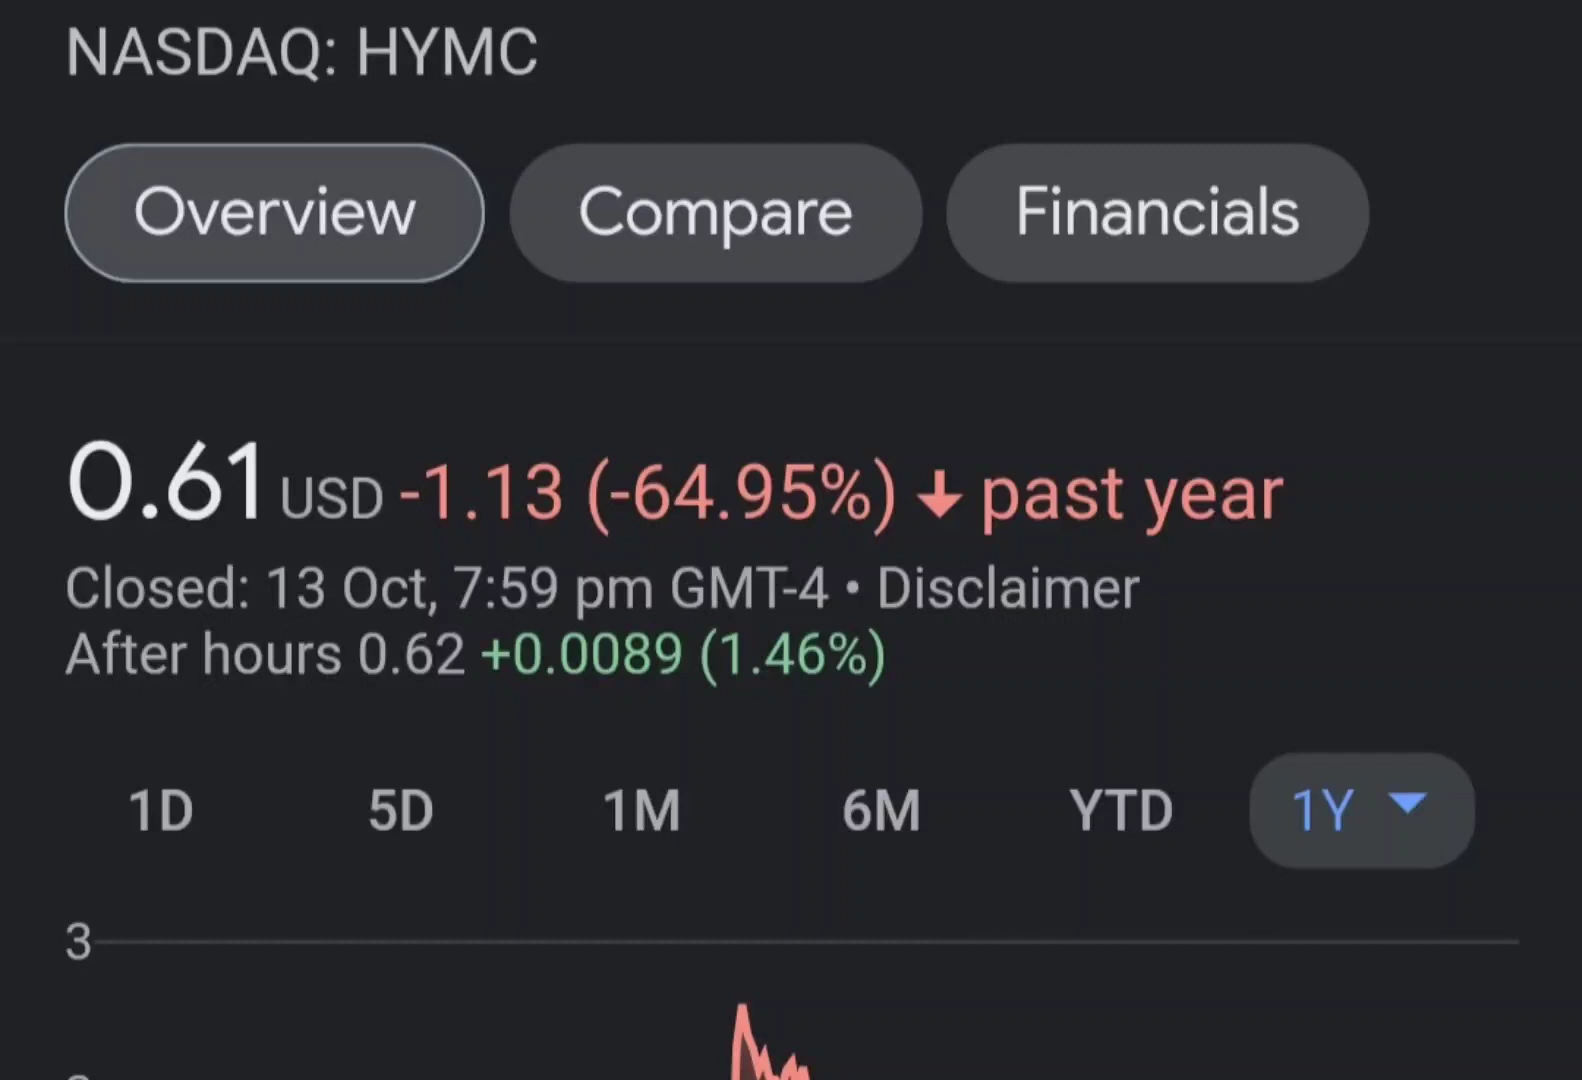 NASDAQ: HYMC
Overview Compare Financials
0.61 USD -1.13 (-64.95%) ↓ past year
Closed: 13 Oct, 7:59 pm GMT-4 • Disclaimer
After hours 0.62 +0.0089 (1.46%)
1D 5D 1M 6M YTD 1Y
3